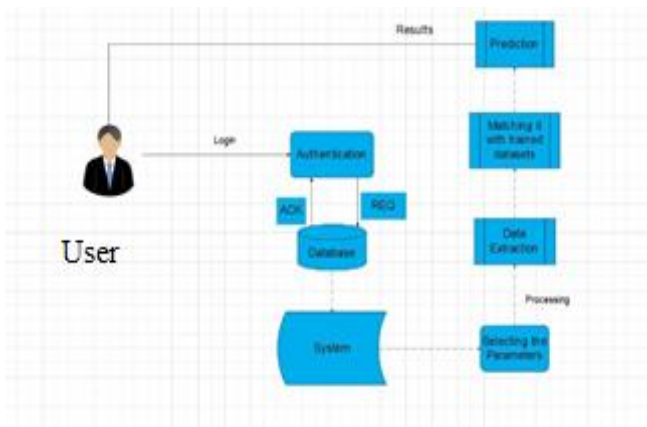 Results
Prediction
Matching it
with trained
datasets
Login
Authentication
ACK
REQ
User
Database
Data
Extraction
Processing
System
Selecting the
Parameters